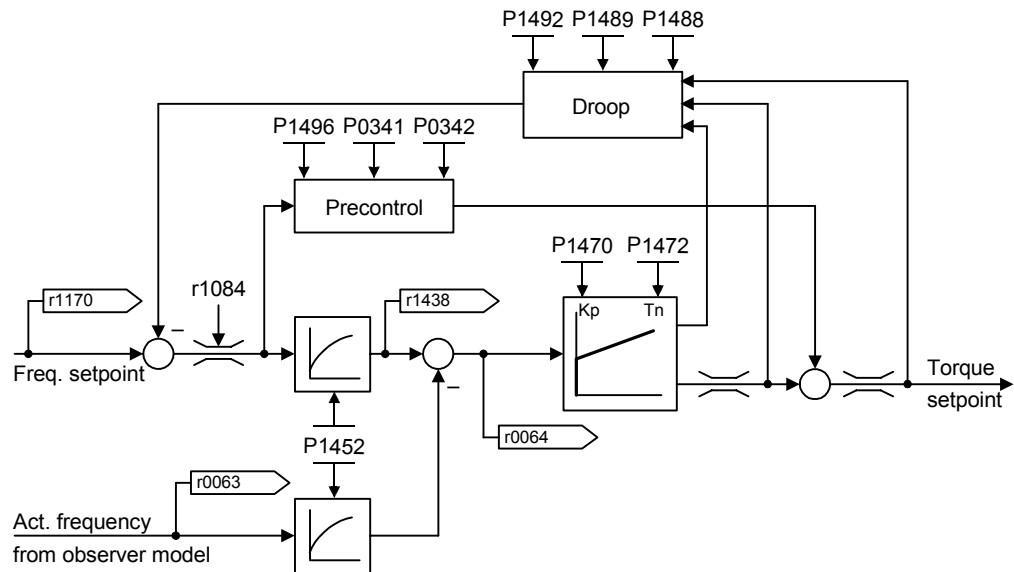 P1492 P1489 P1488
Droop
P1496 P0341 P0342
Precontrol
P1470 P1472
r1170
r1084
r1438
Kp Tn
–
Freq. setpoint
Torque
setpoint
–
r0064
P1452
r0063
Act. frequency
from observer model